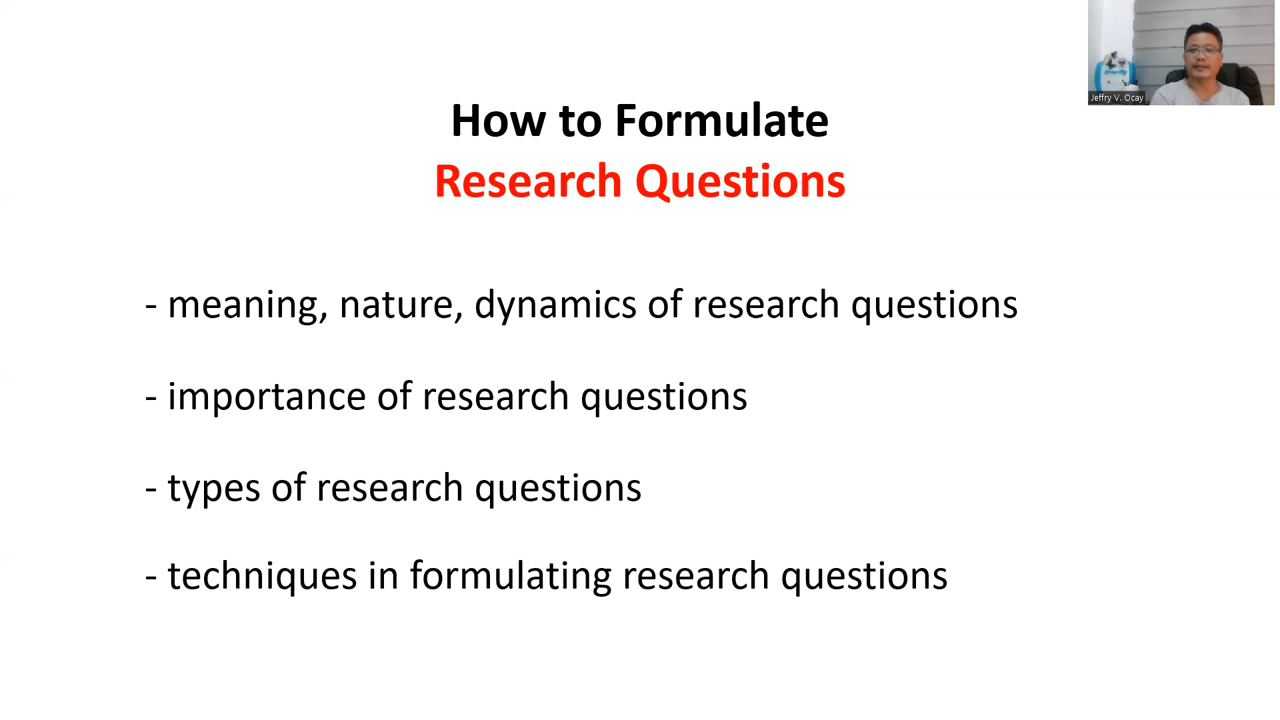 Jeffry V. Ocay
How to Formulate
Research Questions
- meaning, nature, dynamics of research questions
- importance of research questions
- types of research questions
- techniques in formulating research questions